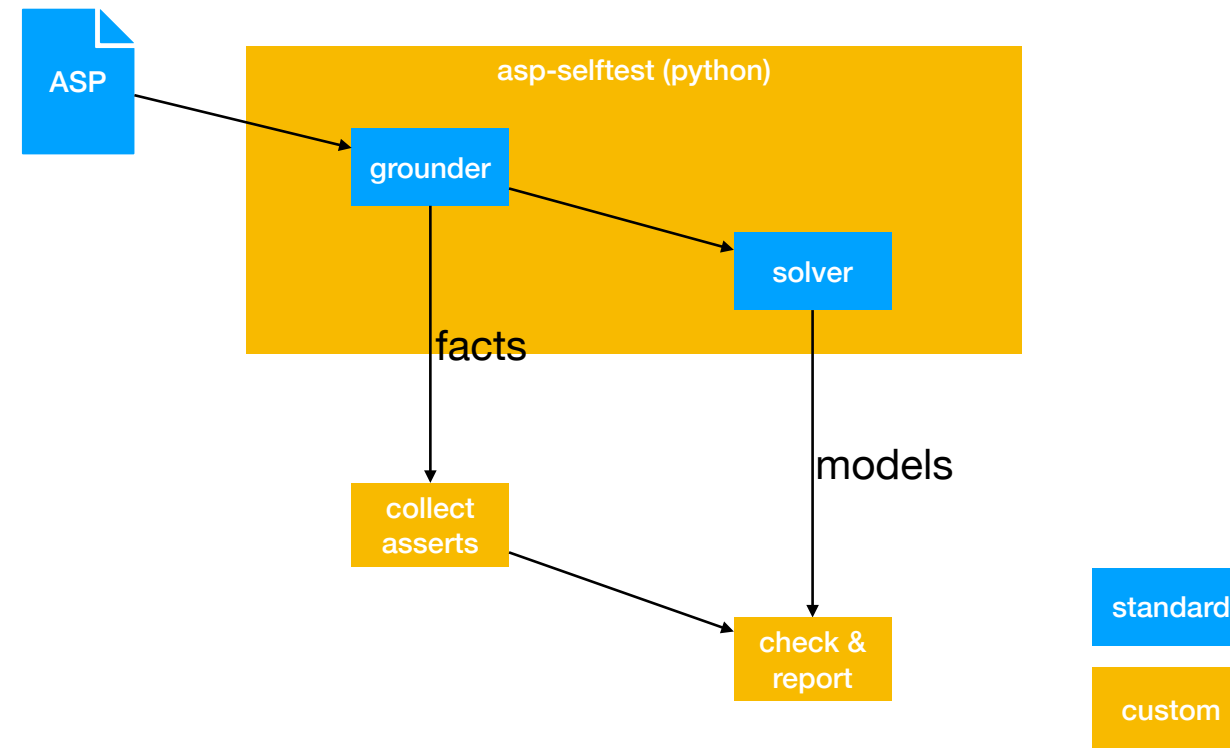 ASP
asp-selftest (python)
grounder
solver
facts
models
collect
asserts
check &
report
standard
custom